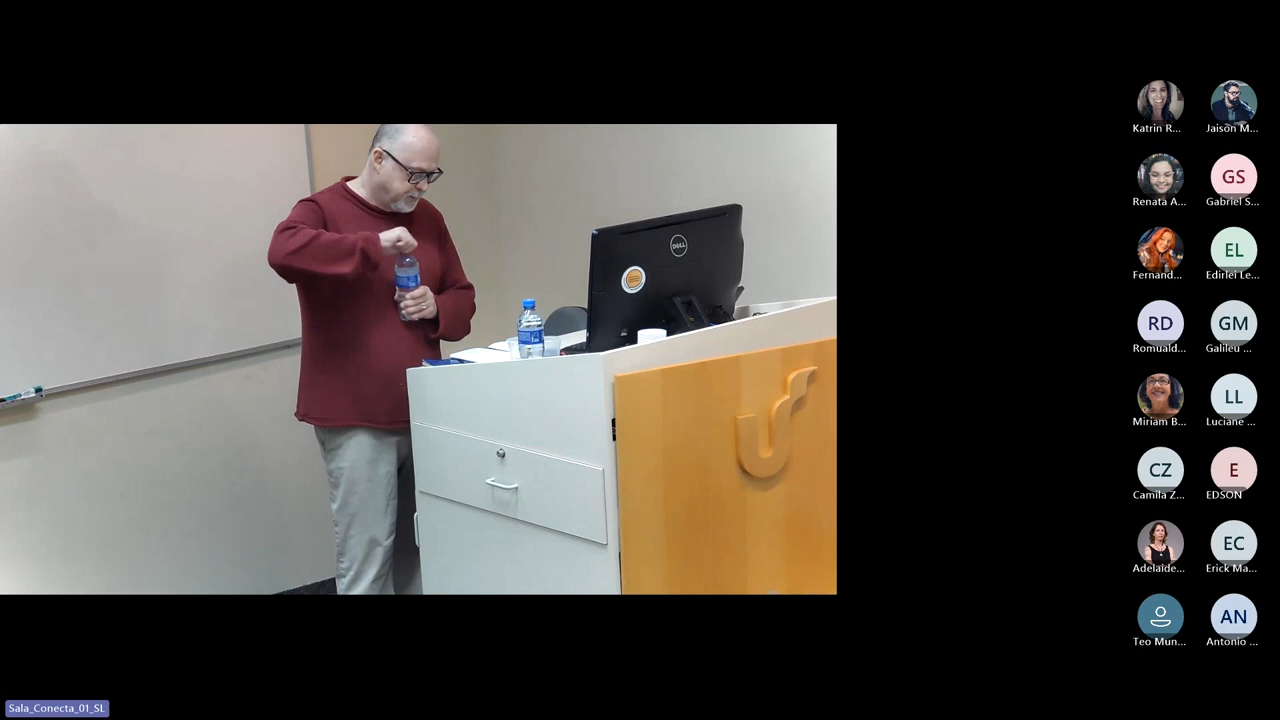 Katrin R...
Jaison M...
Renata A...
GS
Gabriel S...
Fernand...
EL
Edirlei Le...
RD
Romuald...
GM
Galileu ...
Miriam B...
LL
Luciane ...
CZ
Camila Z...
E
EDSON
Adelaide...
EC
Erick Ma...
Teo Mun...
AN
Antonio ...
DELL
Sala_Conecta_01_SL